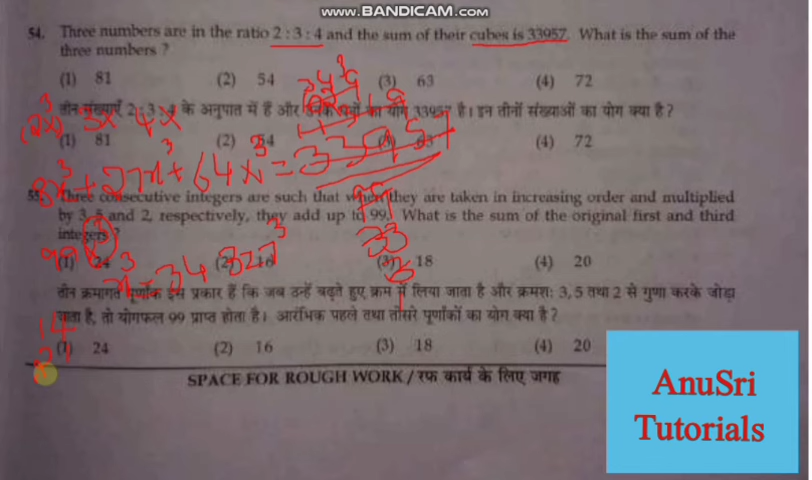 www.BANDICAM.com
54. Three numbers are in the ratio 2 : 3 : 4 and the sum of their cubes is 33957. What is the sum of the
three numbers ?
(1) 81 (2) 54 (3) 63 (4) 72
तीन संख्याएँ 2 : 3 : 4 के अनुपात में हैं और उनके घनों का योग 33957 है। इन तीनों संख्याओं का योग क्या है ?
(2x)³ 3x 4x
(1) 81 (2) 54 (3) 63 (4) 72
8x³ + 27x³ + 64x³ = 33957
55. Three consecutive integers are such that when they are taken in increasing order and multiplied
by 3, 5 and 2, respectively, they add up to 99. What is the sum of the original first and third
integers ?
(1) 24 (2) 16 (3) 18 (4) 20
तीन क्रमागत पूर्णांक इस प्रकार हैं कि जब उन्हें बढ़ते हुए क्रम में लिया जाता है और क्रमशः 3, 5 तथा 2 से गुणा करके जोड़ा
जाता है, तो योगफल 99 प्राप्त होता है। आरंभिक पहले तथा तीसरे पूर्णांकों का योग क्या है ?
14
(1) 24 (2) 16 (3) 18 (4) 20
SPACE FOR ROUGH WORK / रफ कार्य के लिए जगह
AnuSri
Tutorials